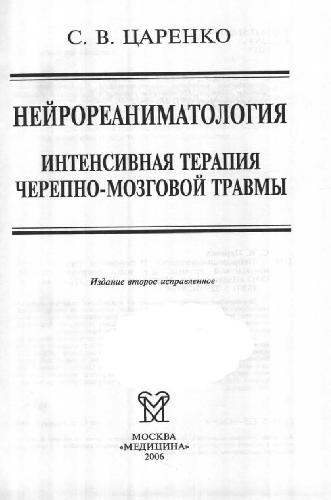 С. В. ЦАРЕНКО
НЕЙРОРЕАНИМАТОЛОГИЯ
ИНТЕНСИВНАЯ ТЕРАПИЯ
ЧЕРЕПНО-МОЗГОВОЙ ТРАВМЫ
Издание второе исправленное
МОСКВА
«МЕДИЦИНА»
2006